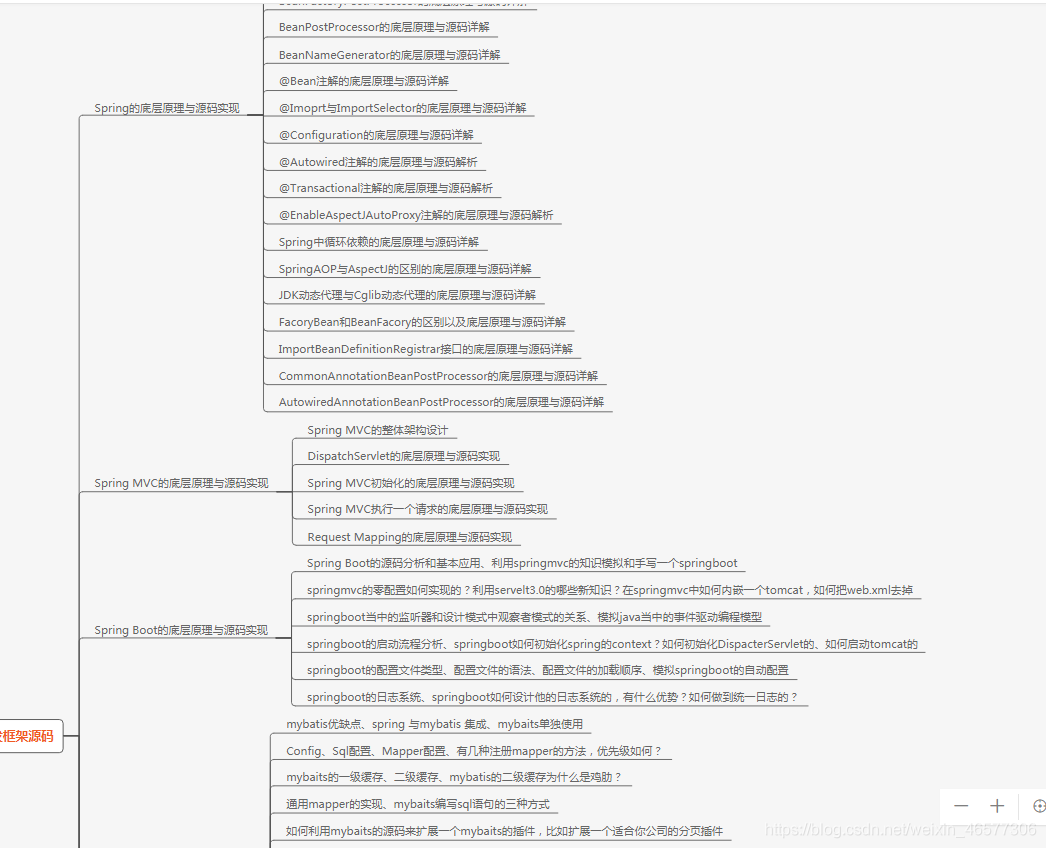 BeanPostProcessor的底层原理与源码详解
BeanNameGenerator的底层原理与源码详解
@Bean注解的底层原理与源码详解
Spring的底层原理与源码实现
@Imoprt与ImportSelector的底层原理与源码详解
@Configuration的底层原理与源码详解
@Autowired注解的底层原理与源码解析
@Transactional注解的底层原理与源码解析
@EnableAspectJAutoProxy注解的底层原理与源码解析
Spring中循环依赖的底层原理与源码详解
SpringAOP与AspectJ的区别的底层原理与源码详解
JDK动态代理与Cglib动态代理的底层原理与源码详解
FacoryBean和BeanFacory的区别以及底层原理与源码详解
ImportBeanDefinitionRegistrar接口的底层原理与源码详解
CommonAnnotationBeanPostProcessor的底层原理与源码详解
AutowiredAnnotationBeanPostProcessor的底层原理与源码详解
Spring MVC的整体架构设计
DispatchServlet的底层原理与源码实现
Spring MVC的底层原理与源码实现
Spring MVC初始化的底层原理与源码实现
Spring MVC执行一个请求的底层原理与源码实现
Request Mapping的底层原理与源码实现
Spring Boot的源码分析和基本应用、利用springmvc的知识模拟和手写一个springboot
springmvc的零配置如何实现的？利用servelt3.0的哪些新知识？在springmvc中如何内嵌一个tomcat，如何把web.xml去掉
springboot当中的监听器和设计模式中观察者模式的关系、模拟java当中的事件驱动编程模型
Spring Boot的底层原理与源码实现
springboot的启动流程分析、springboot如何初始化spring的context？如何初始化DispacterServlet的、如何启动tomcat的
springboot的配置文件类型、配置文件的语法、配置文件的加载顺序、模拟springboot的自动配置
springboot的日志系统、springboot如何设计他的日志系统的，有什么优势？如何做到统一日志的？
mybatis优缺点、spring 与mybatis 集成、mybaits单独使用
框架源码
Config、Sql配置、Mapper配置、有几种注册mapper的方法，优先级如何？
mybaits的一级缓存、二级缓存、mybatis的二级缓存为什么是鸡肋？
通用mapper的实现、mybaits编写sql语句的三种方式
如何利用mybaits的源码来扩展一个mybaits的插件，比如扩展一个适合你公司的分页插件
https://blog.csdn.net/weixin_46577306